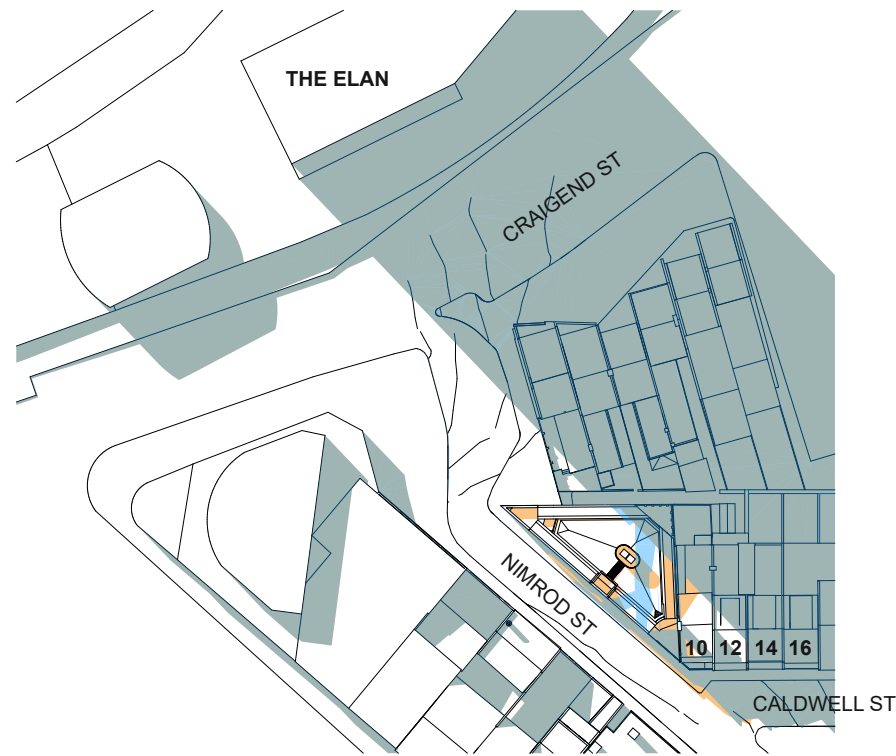 THE ELAN
CRAIGEND ST
NIMROD ST
10 12 14 16
CALDWELL ST